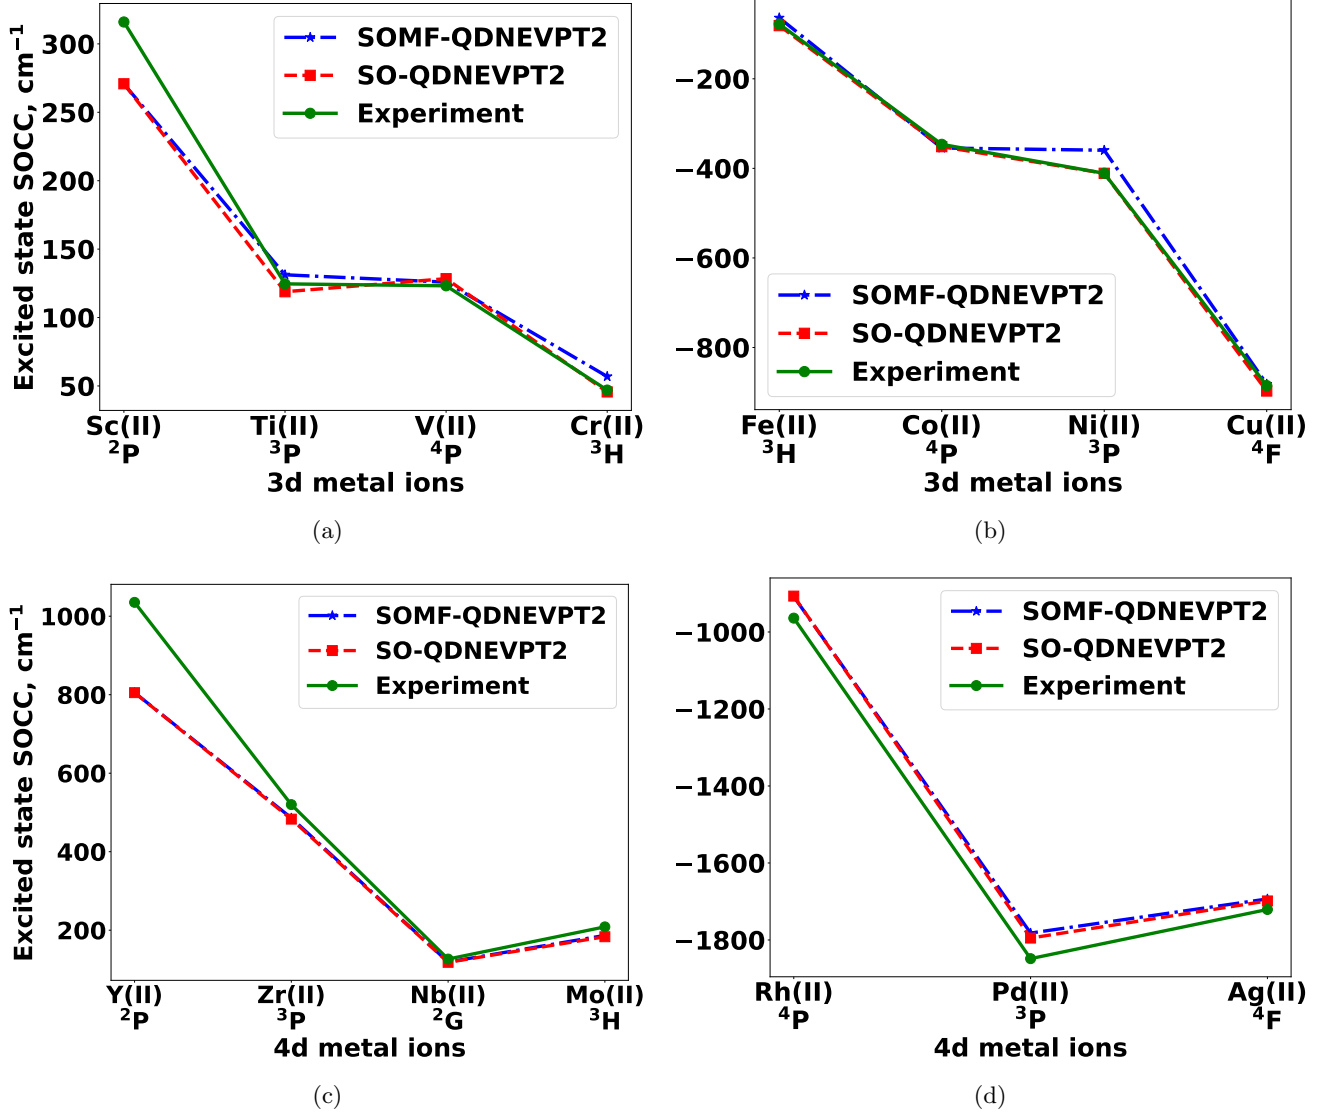 Excited state SOCC, cm⁻¹
300
250
200
150
100
50
SOMF-QDNEVPT2
SO-QDNEVPT2
Experiment
Sc(II) Ti(II) V(II) Cr(II)
²P ³P ⁴P ³H
3d metal ions
(a)
−200
−400
−600
−800
SOMF-QDNEVPT2
SO-QDNEVPT2
Experiment
Fe(II) Co(II) Ni(II) Cu(II)
³H ⁴P ³P ⁴F
3d metal ions
(b)
Excited state SOCC, cm⁻¹
1000
800
600
400
200
SOMF-QDNEVPT2
SO-QDNEVPT2
Experiment
Y(II) Zr(II) Nb(II) Mo(II)
²P ³P ²G ³H
4d metal ions
(c)
−1000
−1200
−1400
−1600
−1800
SOMF-QDNEVPT2
SO-QDNEVPT2
Experiment
Rh(II) Pd(II) Ag(II)
⁴P ³P ⁴F
4d metal ions
(d)